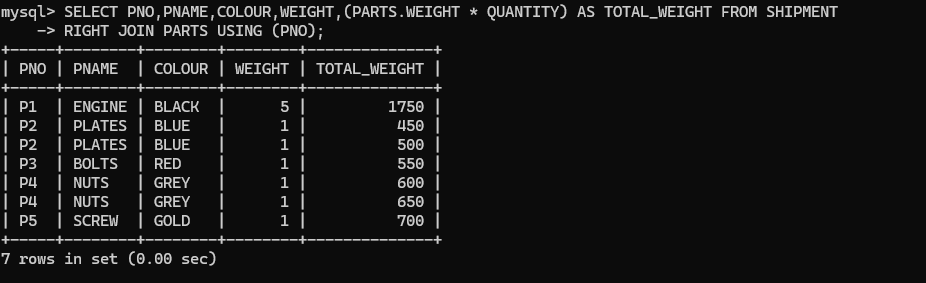 mysql> SELECT PNO,PNAME,COLOUR,WEIGHT,(PARTS.WEIGHT * QUANTITY) AS TOTAL_WEIGHT FROM SHIPMENT
    -> RIGHT JOIN PARTS USING (PNO);
+-----+--------+--------+--------+--------------+
| PNO | PNAME  | COLOUR | WEIGHT | TOTAL_WEIGHT |
+-----+--------+--------+--------+--------------+
| P1  | ENGINE | BLACK  |      5 |         1750 |
| P2  | PLATES | BLUE   |      1 |          450 |
| P2  | PLATES | BLUE   |      1 |          500 |
| P3  | BOLTS  | RED    |      1 |          550 |
| P4  | NUTS   | GREY   |      1 |          600 |
| P4  | NUTS   | GREY   |      1 |          650 |
| P5  | SCREW  | GOLD   |      1 |          700 |
+-----+--------+--------+--------+--------------+
7 rows in set (0.00 sec)